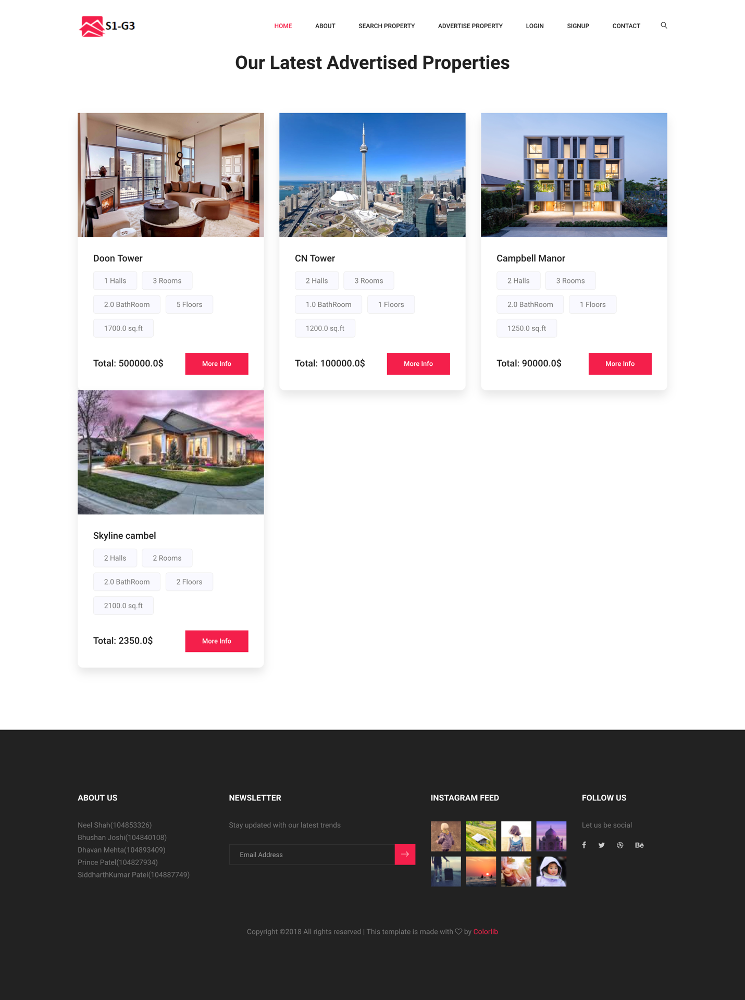 S1-G3
HOME ABOUT SEARCH PROPERTY ADVERTISE PROPERTY LOGIN SIGNUP CONTACT
Our Latest Advertised Properties
Doon Tower
1 Halls 3 Rooms
2.0 BathRoom 5 Floors
1700.0 sq.ft
Total: 500000.0$ More Info
CN Tower
2 Halls 3 Rooms
1.0 BathRoom 1 Floors
1200.0 sq.ft
Total: 100000.0$ More Info
Campbell Manor
2 Halls 3 Rooms
2.0 BathRoom 1 Floors
1250.0 sq.ft
Total: 90000.0$ More Info
Skyline cambel
2 Halls 2 Rooms
2.0 BathRoom 2 Floors
2100.0 sq.ft
Total: 2350.0$ More Info
ABOUT US
Neel Shah(104853326)
Bhushan Joshi(104840108)
Dhavan Mehta(104893409)
Prince Patel(104827934)
SiddharthKumar Patel(104887749)
NEWSLETTER
Stay updated with our latest trends
Email Address
INSTAGRAM FEED
FOLLOW US
Let us be social
Copyright ©2018 All rights reserved | This template is made with ♡ by Colorlib